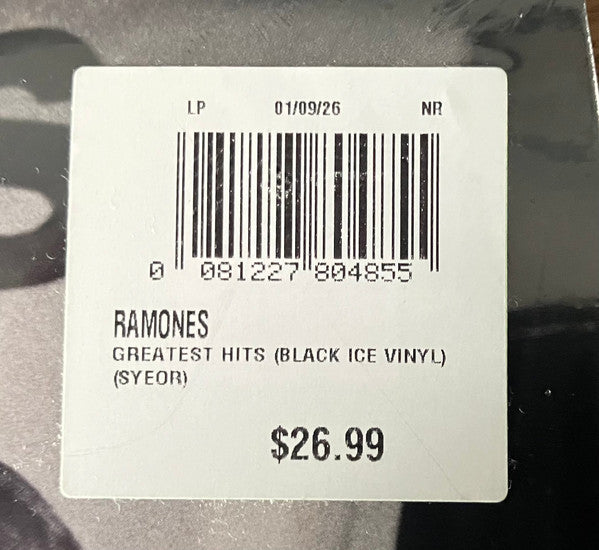 LP 01/09/26 NR
0 081227 804855
RAMONES
GREATEST HITS (BLACK ICE VINYL)
(SYEOR)
$26.99